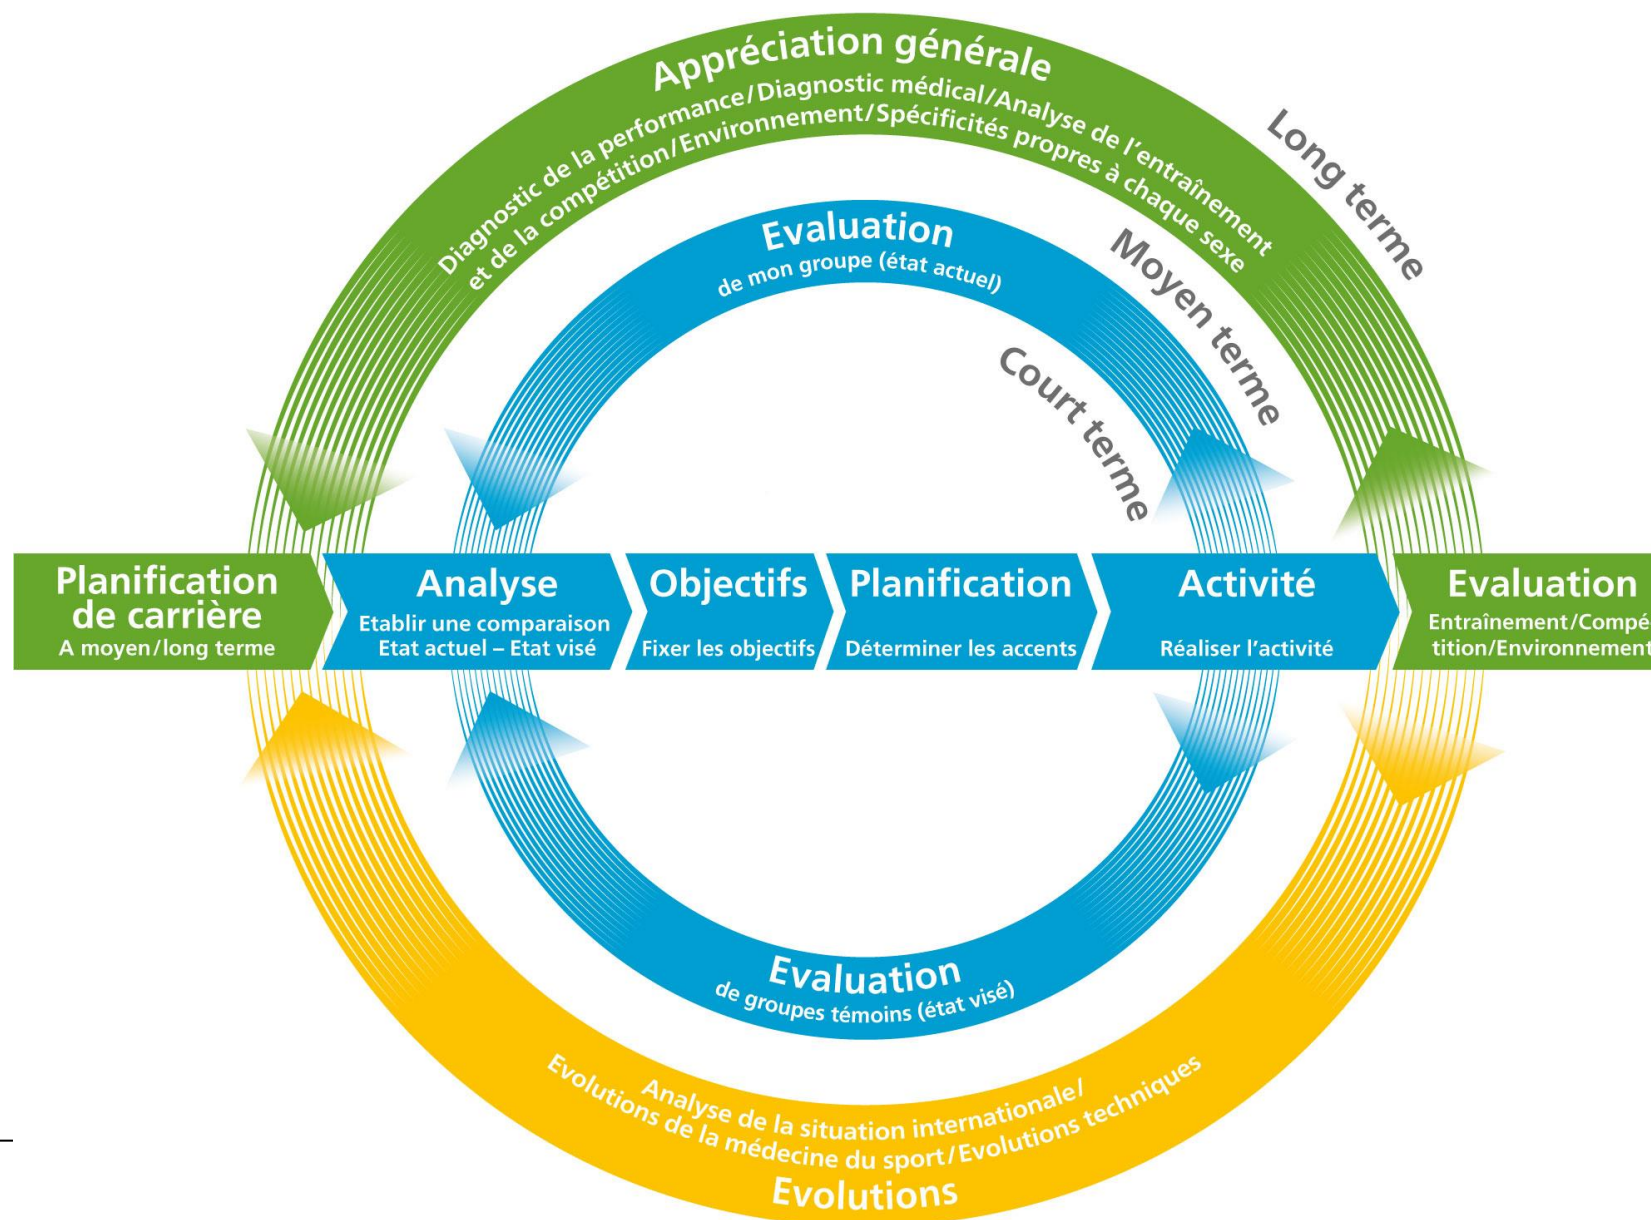 Appréciation générale
Diagnostic de la performance/Diagnostic médical/Analyse de l'entraînement
et de la compétition/Environnement/Spécificités propres à chaque sexe
Long terme
Evaluation
de mon groupe (état actuel)
Moyen terme
Court terme
Planification
de carrière
A moyen/long terme
Analyse
Etablir une comparaison
Etat actuel – Etat visé
Objectifs
Fixer les objectifs
Planification
Déterminer les accents
Activité
Réaliser l'activité
Evaluation
Entraînement/Compé-
tition/Environnement
Evaluation
de groupes témoins (état visé)
Analyse de la situation internationale/
Evolutions de la médecine du sport/Evolutions techniques
Evolutions